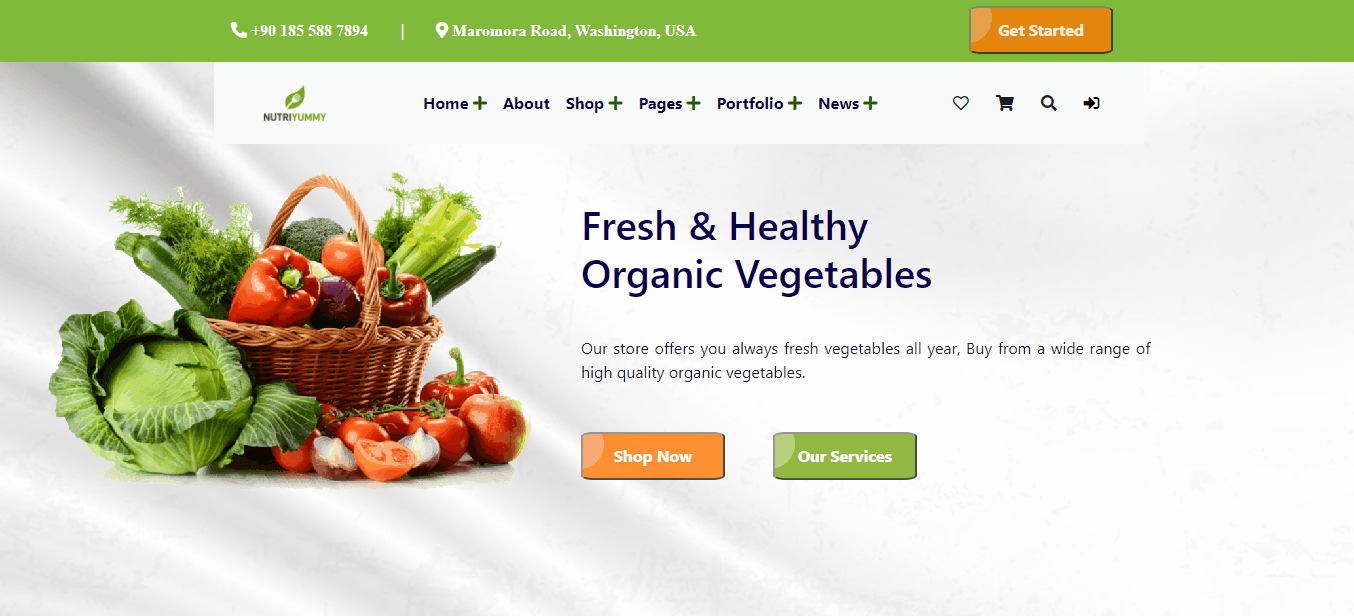 +90 185 588 7894 | Maromora Road, Washington, USA Get Started
NUTRIYUMMY Home + About Shop + Pages + Portfolio + News +
Fresh & Healthy
Organic Vegetables
Our store offers you always fresh vegetables all year, Buy from a wide range of
high quality organic vegetables.
Shop Now Our Services